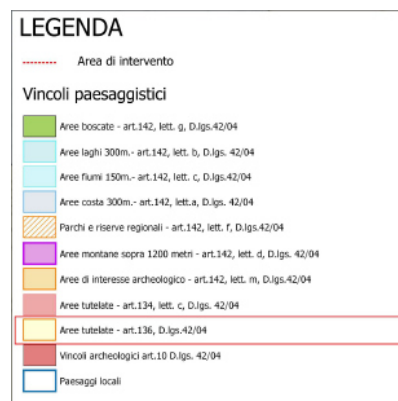 LEGENDA
Area di intervento
Vincoli paesaggistici
Aree boscate - art.142, lett. g, D.lgs.42/04
Aree laghi 300m.- art.142, lett. b, D.lgs. 42/04
Aree fiumi 150m.- art.142, lett. c, D.lgs. 42/04
Aree costa 300m.- art.142, lett.a, D.lgs. 42/04
Parchi e riserve regionali - art.142, lett. f, D.lgs.42/04
Aree montane sopra 1200 metri - art.142, lett. d, D.lgs.42/04
Aree di interesse archeologico - art.142, lett. m, D.lgs.42/04
Aree tutelate - art.134, lett. c, D.lgs. 42/04
Aree tutelate - art.136, D.lgs.42/04
Vincoli archeologici art.10 D.lgs. 42/04
Paesaggi locali